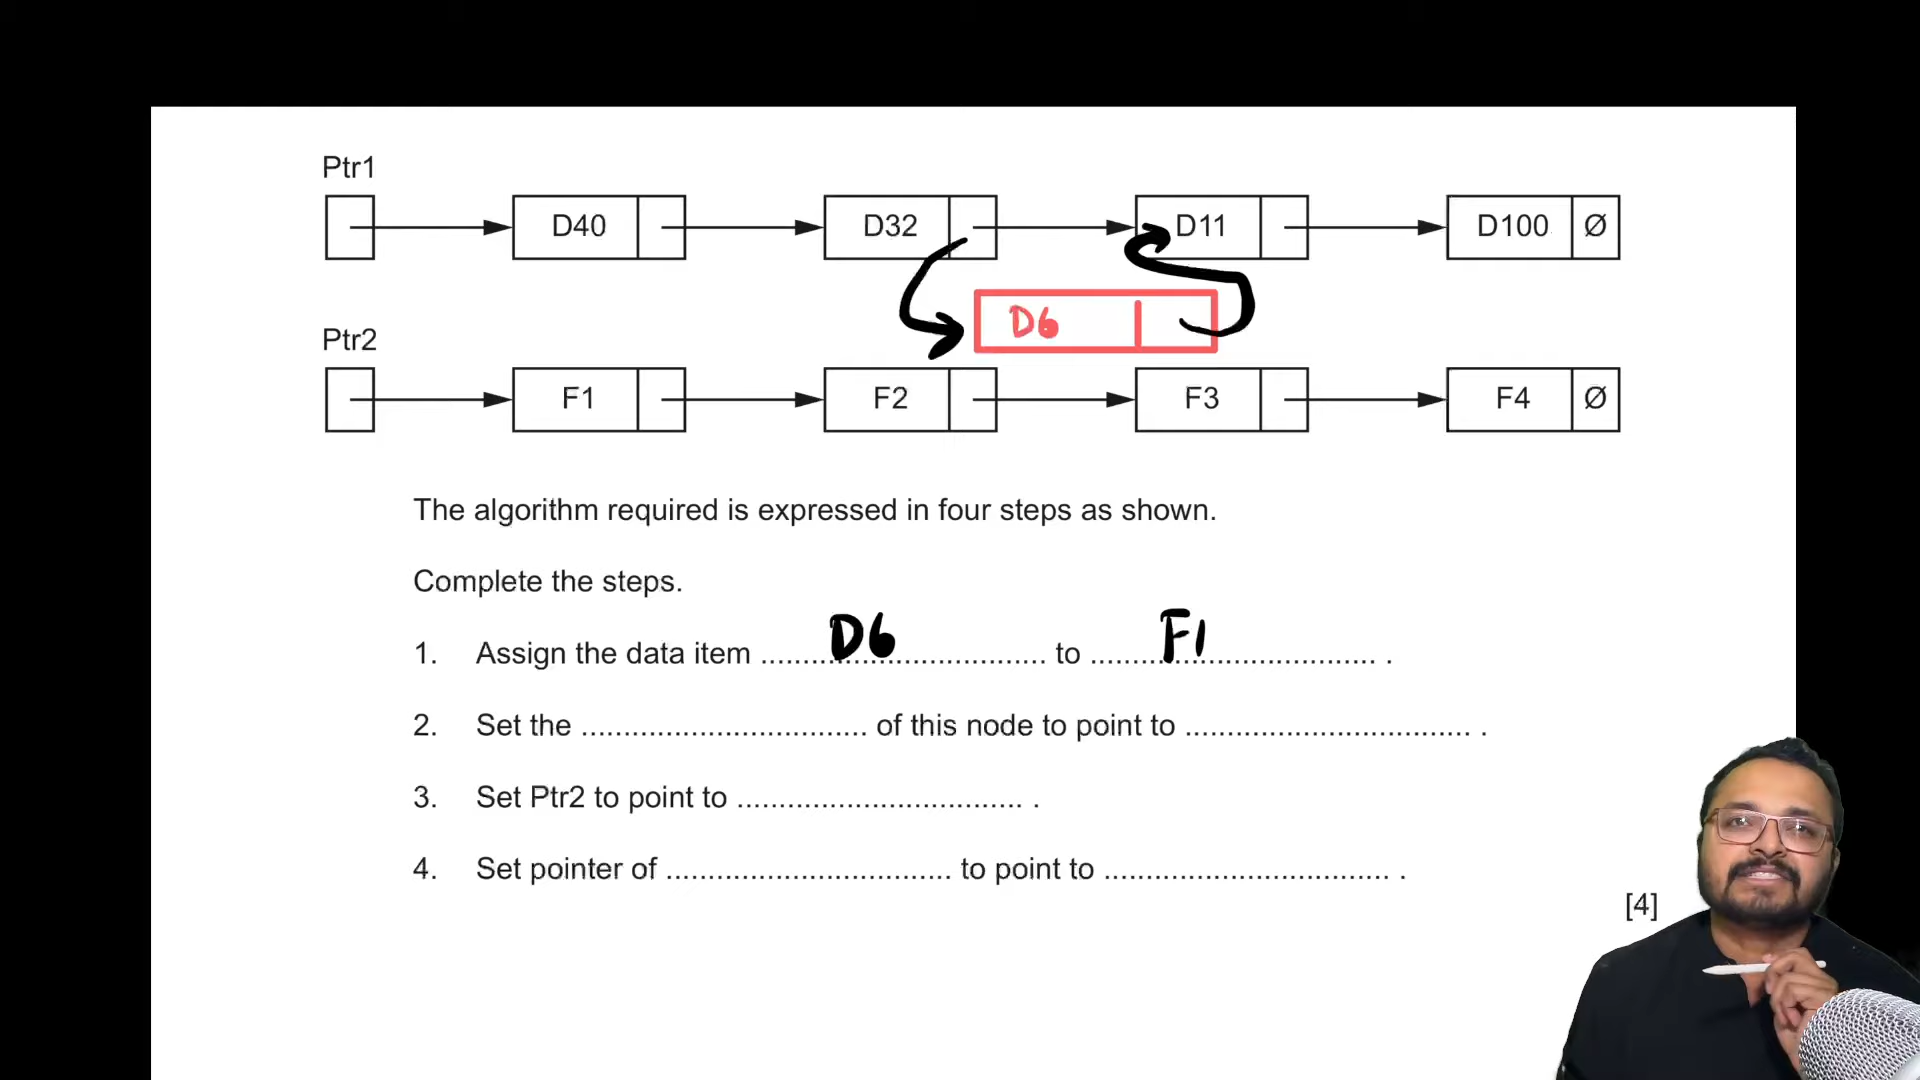 Ptr1
D40 D32 D11 D100 Ø
D6
Ptr2
F1 F2 F3 F4 Ø
The algorithm required is expressed in four steps as shown.
Complete the steps.
1. Assign the data item ....D6.... to ....F1.... .
2. Set the .................................. of this node to point to .................................. .
3. Set Ptr2 to point to .................................. .
4. Set pointer of .................................. to point to .................................. .
[4]